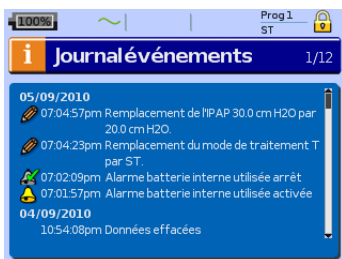 100%
Prog 1
ST
i Journal événements 1/12
05/09/2010
07:04:57pm Remplacement de l'IPAP 30.0 cm H2O par
20.0 cm H2O.
07:04:23pm Remplacement du mode de traitement T
par ST.
07:02:09pm Alarme batterie interne utilisée arrêt
07:01:57pm Alarme batterie interne utilisée activée
04/09/2010
10:54:08pm Données effacées